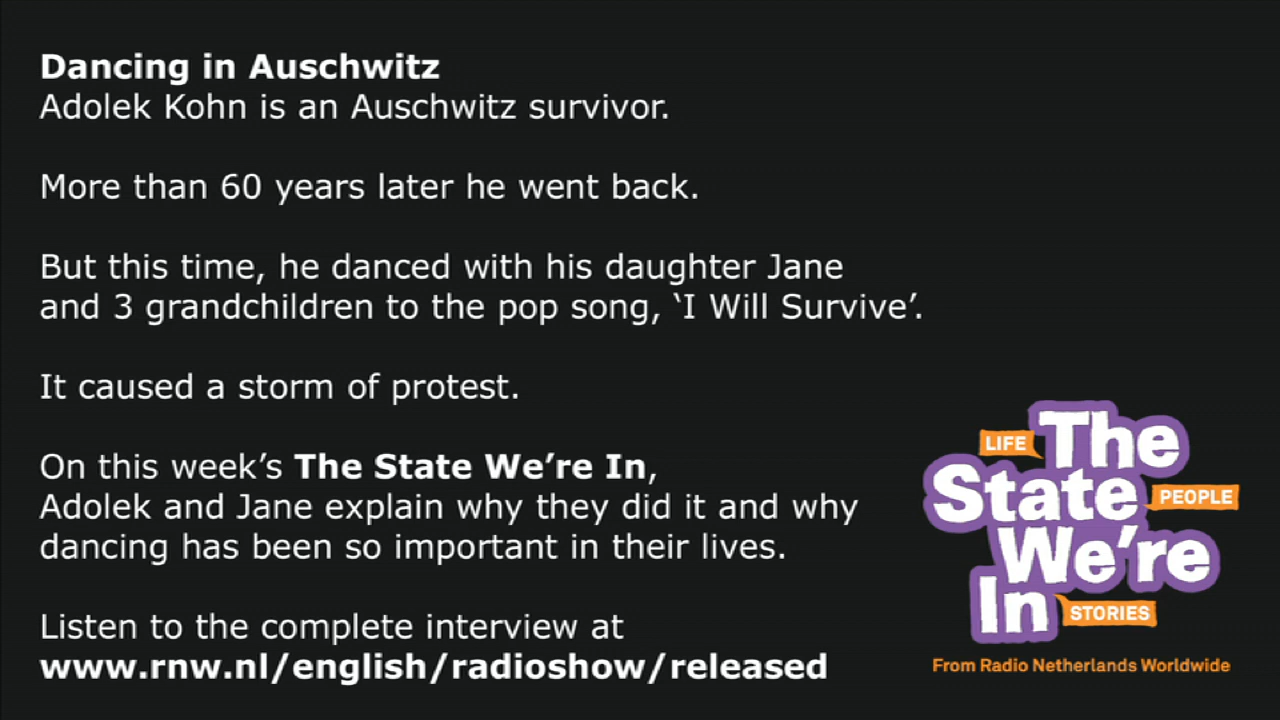 Dancing in Auschwitz
Adolek Kohn is an Auschwitz survivor.
More than 60 years later he went back.
But this time, he danced with his daughter Jane
and 3 grandchildren to the pop song, ‘I Will Survive’.
It caused a storm of protest.
On this week’s The State We’re In,
Adolek and Jane explain why they did it and why
dancing has been so important in their lives.
Listen to the complete interview at
www.rnw.nl/english/radioshow/released
LIFE
The
State
PEOPLE
We’re
In
STORIES
From Radio Netherlands Worldwide